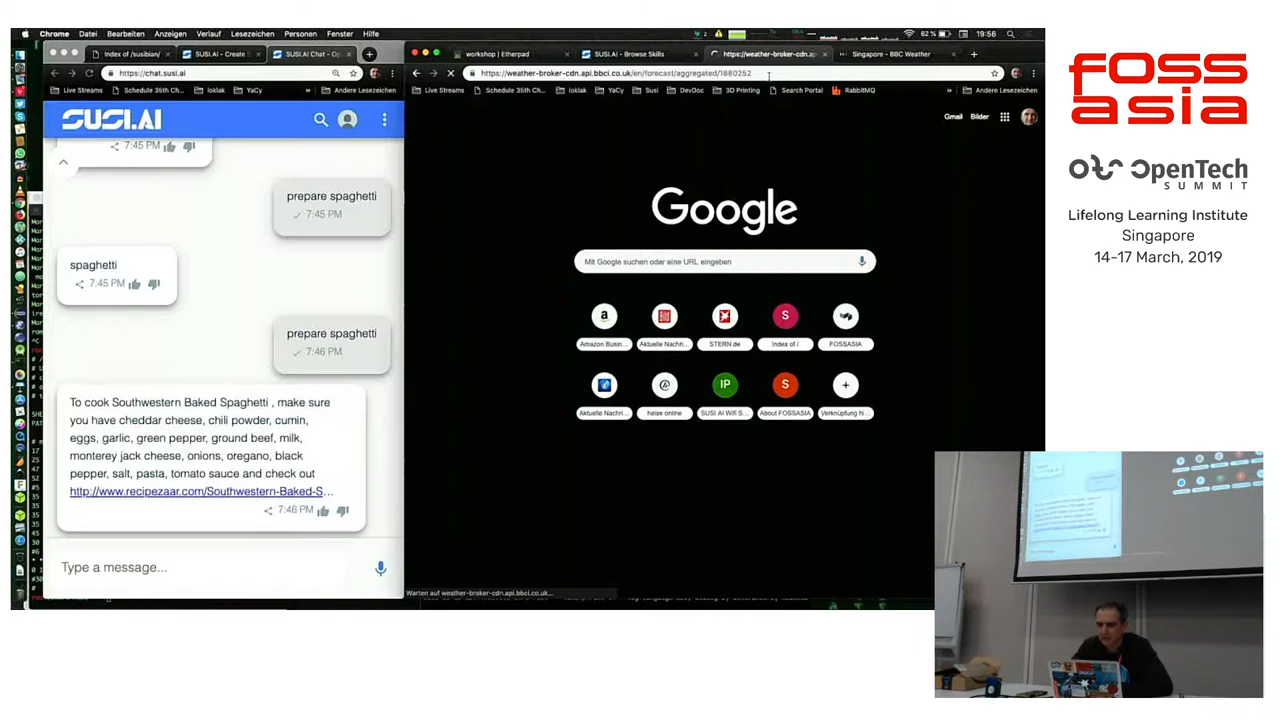 Chrome Datei Bearbeiten Anzeigen Verlauf Lesezeichen Personen Fenster Hilfe
62 % 19:56
Index of /susibian/
SUSI.AI - Create S
SUSI.AI Chat - Op
workshop | Etherpad
SUSI.AI - Browse Skills
https://weather-broker-cdn.ap
Singapore - BBC Weather
https://chat.susi.ai
https://weather-broker-cdn.api.bbci.co.uk/en/forecast/aggregated/1880252
Live Streams Schedule 35th Ch... loklak YaCy » Andere Lesezeichen
Live Streams Schedule 35th Ch... loklak YaCy Susi DevDoc 3D Printing Search Portal RabbitMQ » Andere Lesezeichen
SUSI.AI
7:45 PM
prepare spaghetti
7:45 PM
spaghetti
7:45 PM
prepare spaghetti
7:46 PM
To cook Southwestern Baked Spaghetti , make sure
you have cheddar cheese, chili powder, cumin,
eggs, garlic, green pepper, ground beef, milk,
monterey jack cheese, onions, oregano, black
pepper, salt, pasta, tomato sauce and check out
http://www.recipezaar.com/Southwestern-Baked-S...
7:46 PM
Type a message...
Gmail Bilder
Google
Mit Google suchen oder eine URL eingeben
a S
Amazon Busin... Aktuelle Nachri... STERN.de Index of / FOSSASIA
IP S
Aktuelle Nachri... heise online SUSI AI Wifi S... About FOSSASIA Verknüpfung hi...
Warten auf weather-broker-cdn.api.bbci.co.uk...
FOSS
ASIA
OpenTech
SUMMIT
Lifelong Learning Institute
Singapore
14-17 March, 2019